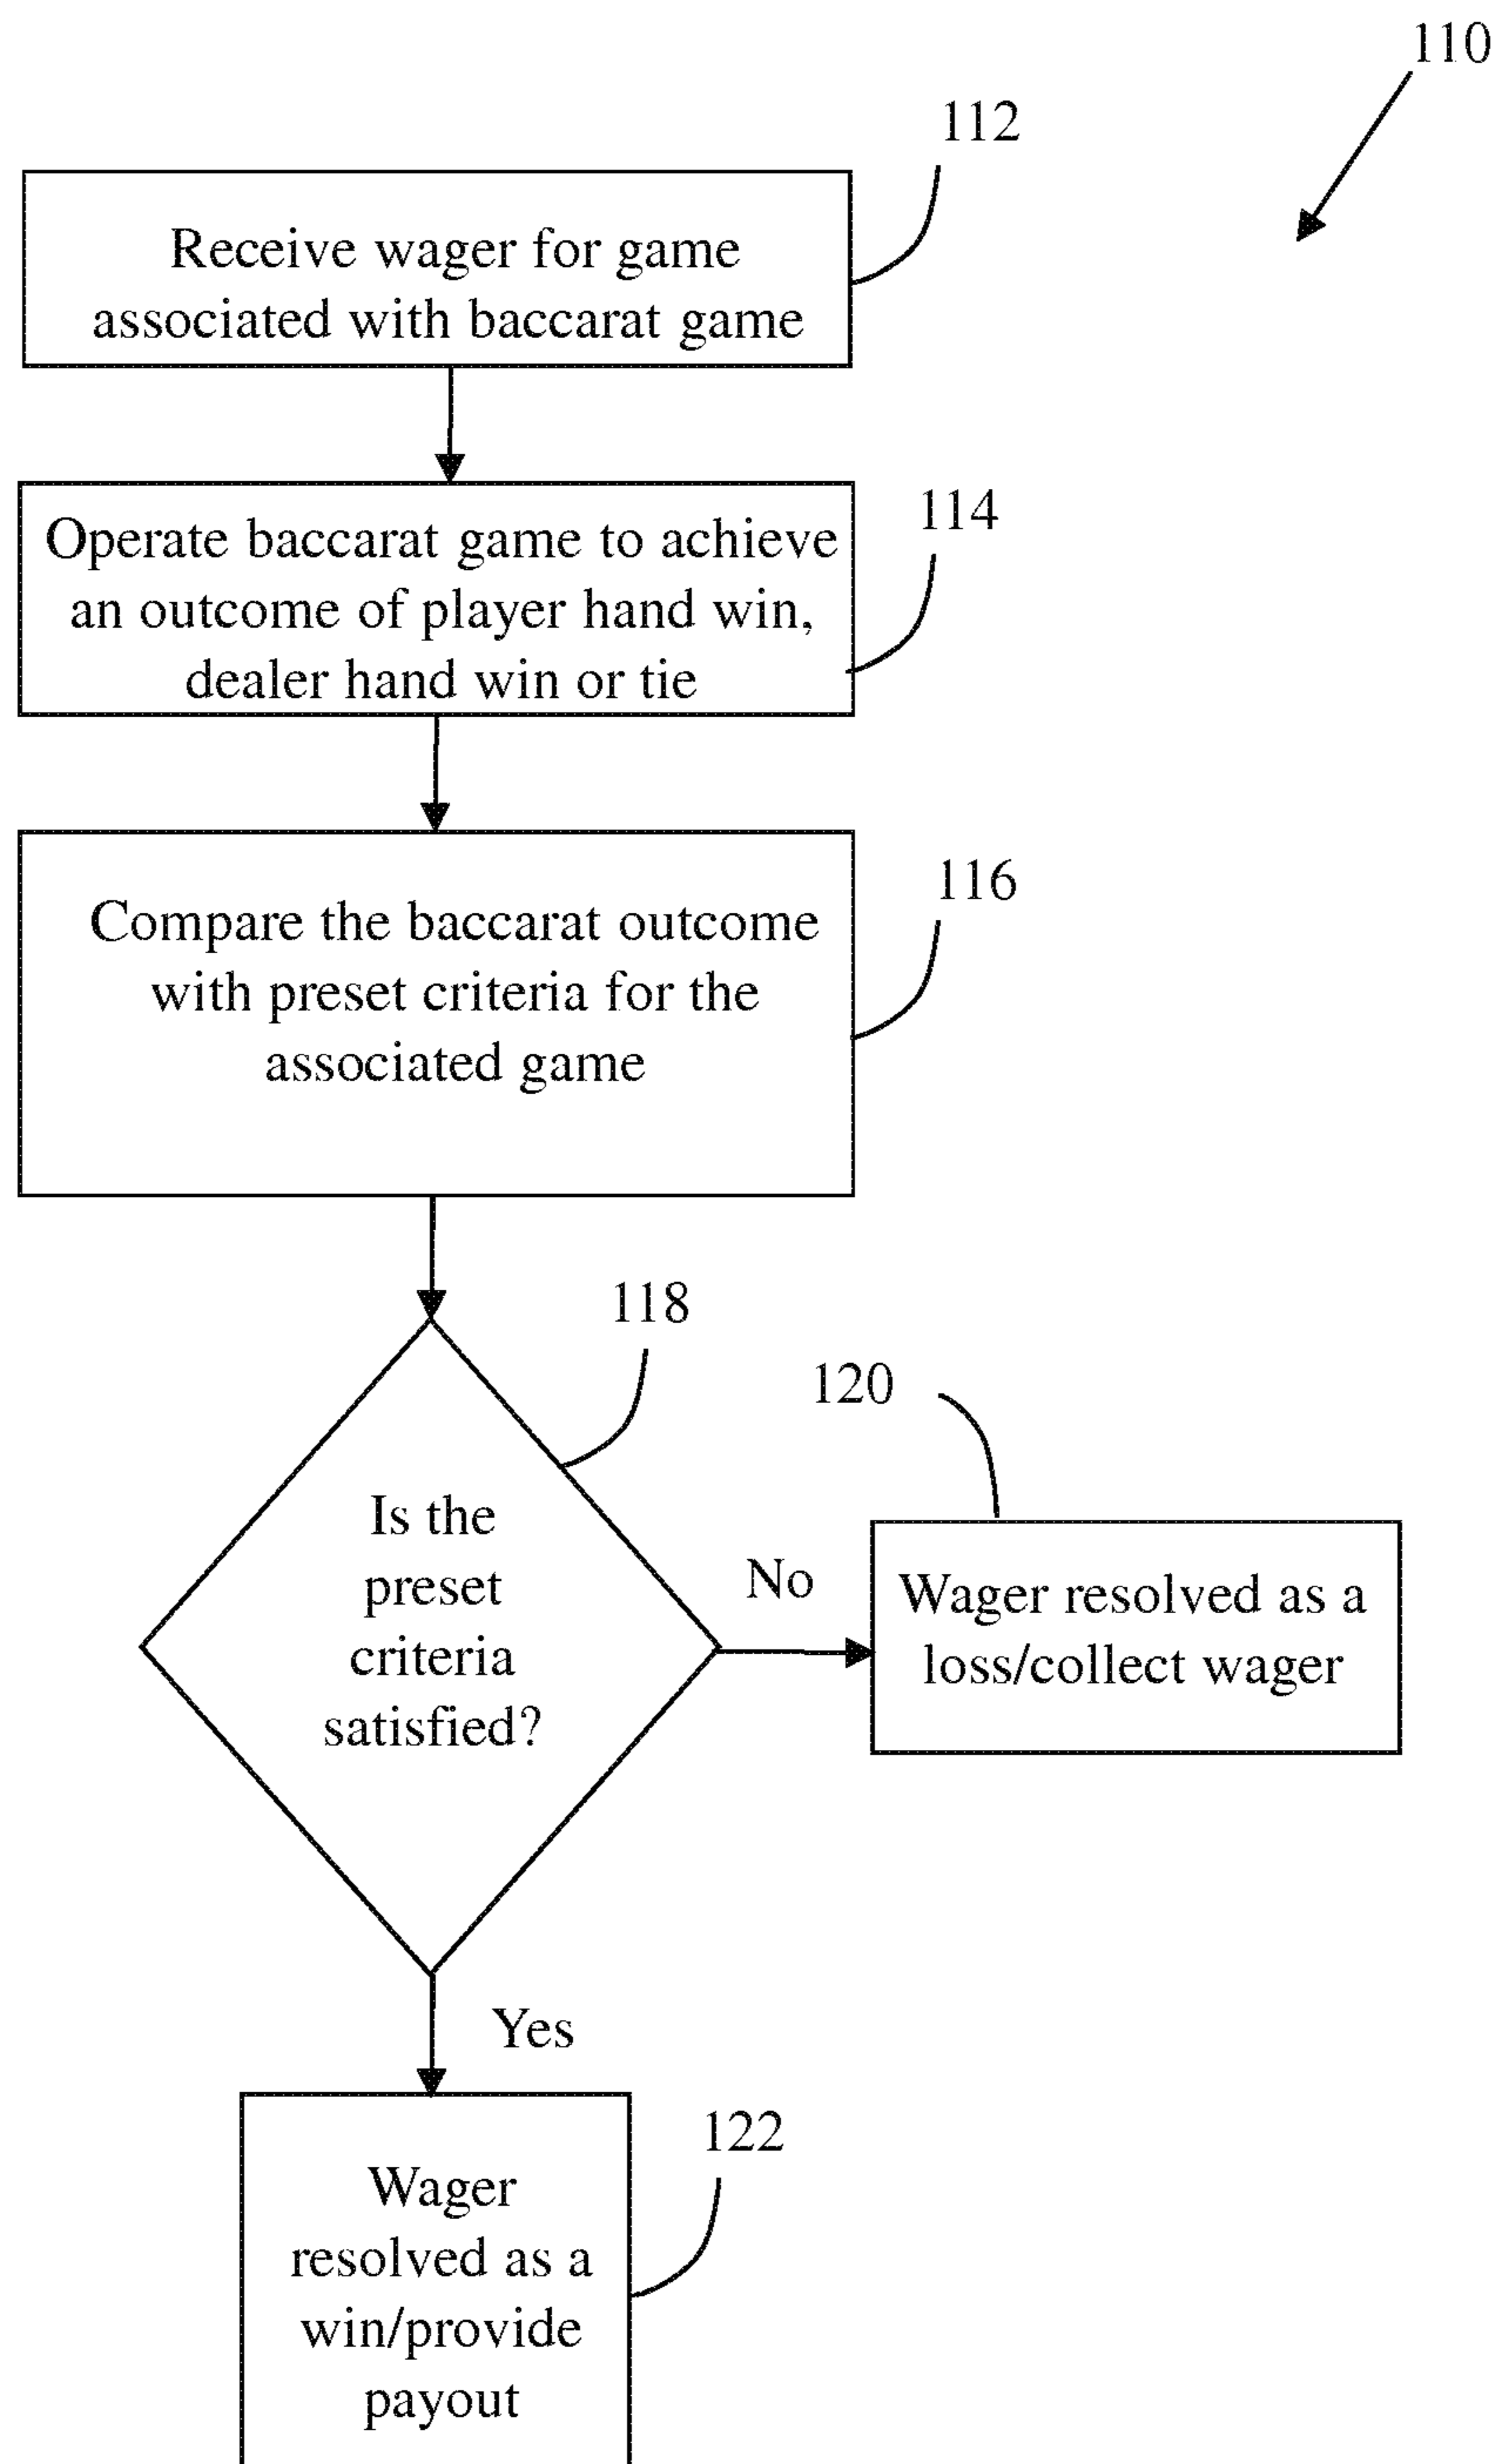 110
112
Receive wager for game
associated with baccarat game
114
Operate baccarat game to achieve
an outcome of player hand win,
dealer hand win or tie
116
Compare the baccarat outcome
with preset criteria for the
associated game
118
120
Is the
preset
criteria
satisfied?
No
Wager resolved as a
loss/collect wager
Yes
122
Wager
resolved as a
win/provide
payout